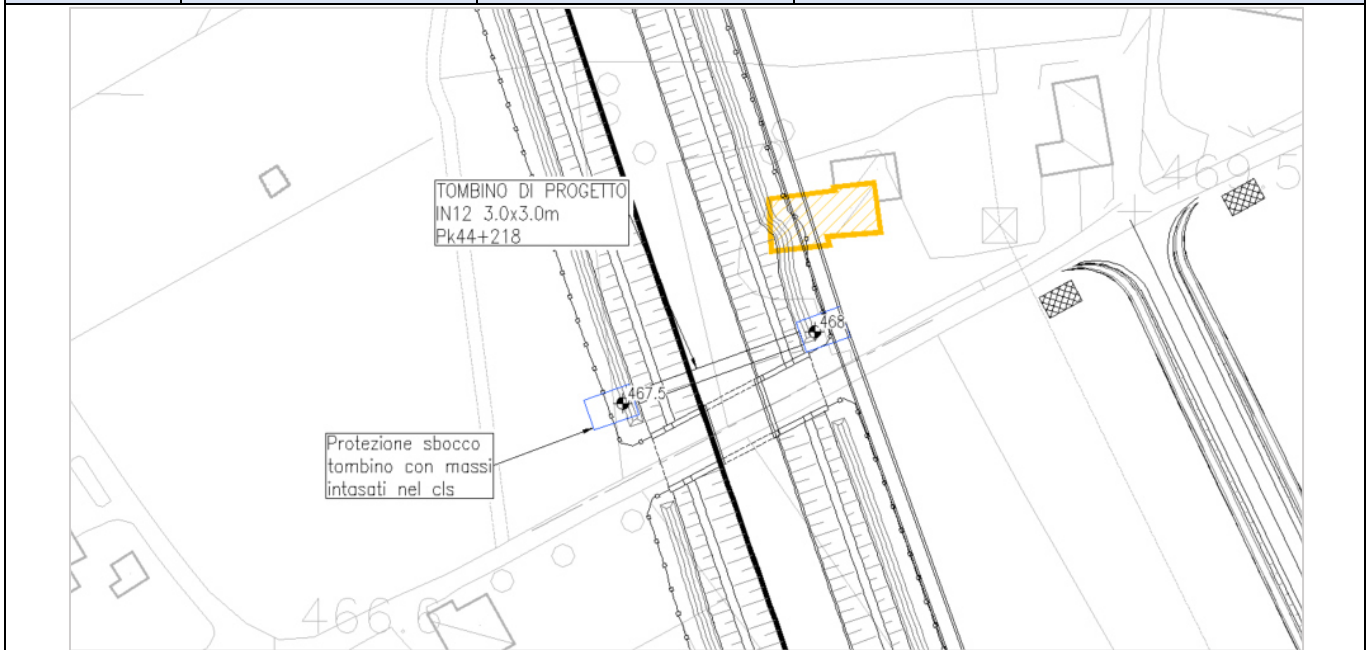 469.5
TOMBINO DI PROGETTO
IN12 3.0x3.0m
Pk44+218
468
467.5
Protezione sbocco
tombino con massi
intasati nel cls
466.6